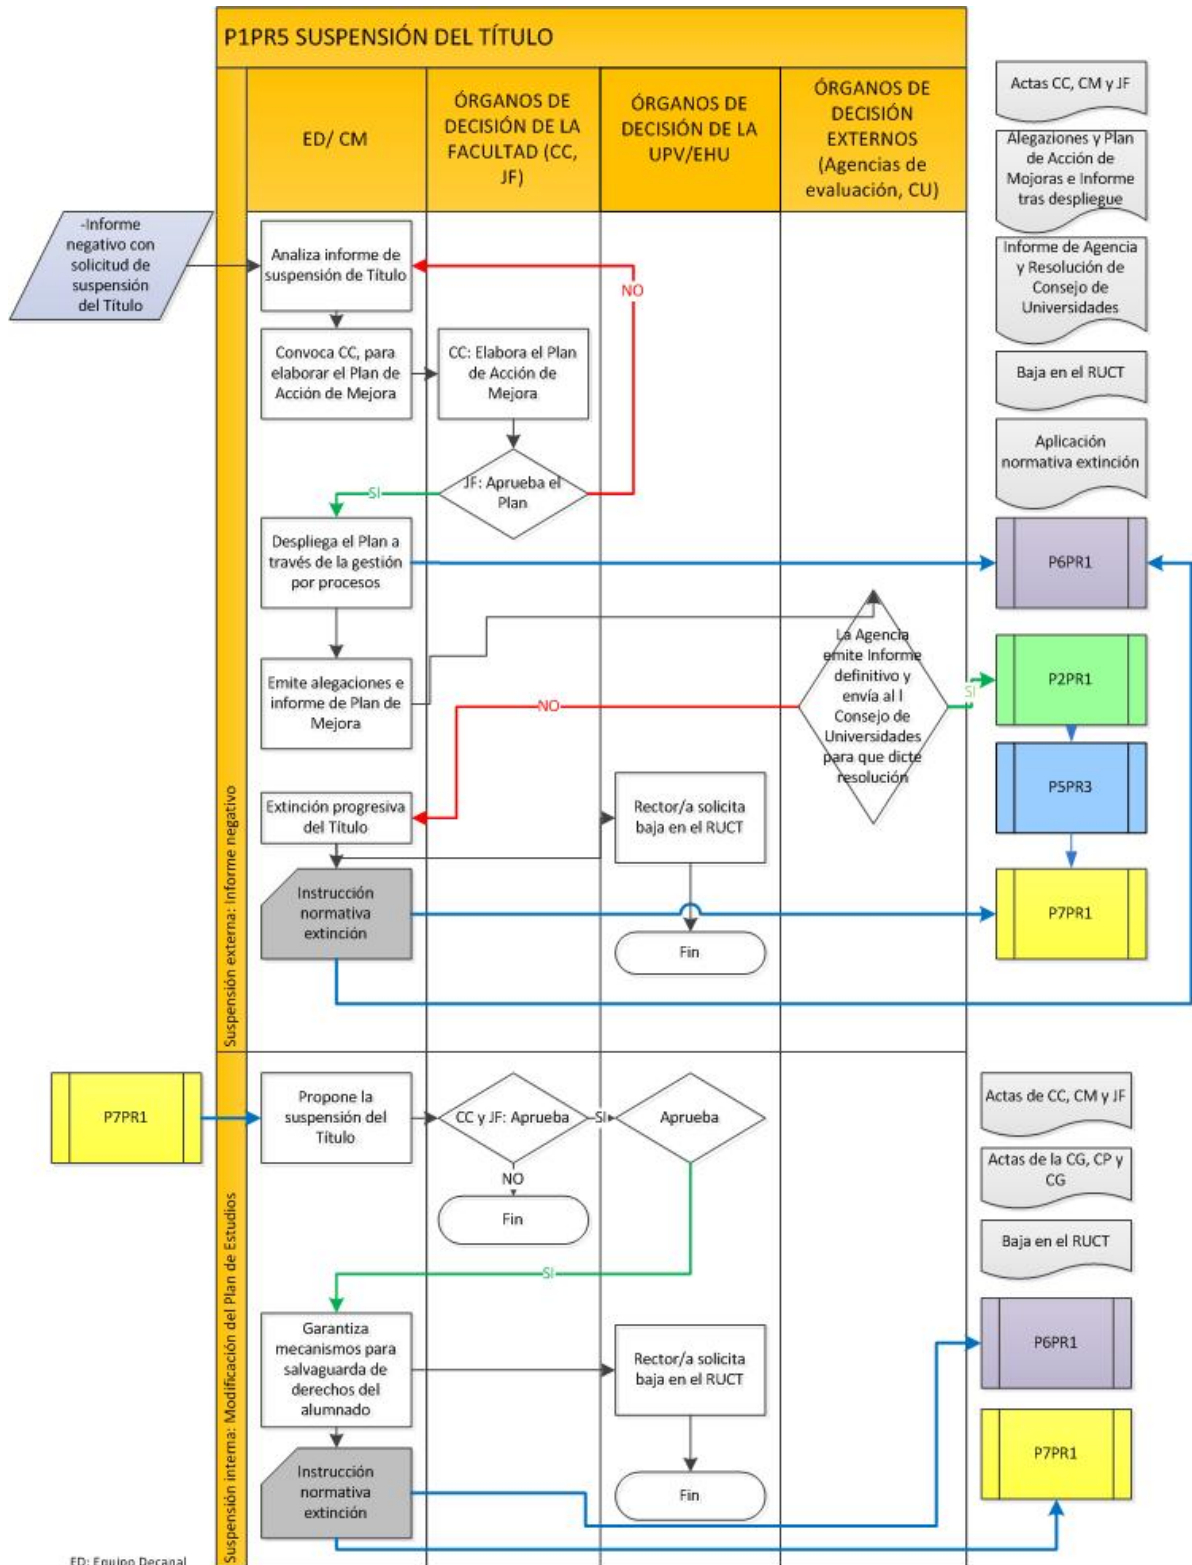 P1PR5 SUSPENSIÓN DEL TÍTULO
ED/ CM
ÓRGANOS DE
DECISIÓN DE LA
FACULTAD (CC,
JF)
ÓRGANOS DE
DECISIÓN DE LA
UPV/EHU
ÓRGANOS DE
DECISIÓN
EXTERNOS
(Agencias de
evaluación, CU)
Suspensión externa: Informe negativo
-Informe
negativo con
solicitud de
suspensión
del Título
Analiza informe de
suspensión de Título
NO
Convoca CC, para
elaborar el Plan de
Acción de Mejora
CC: Elabora el Plan
de Acción de
Mejora
JF: Aprueba el
Plan
SI
Despliega el Plan a
través de la gestión
por procesos
Emite alegaciones e
informe de Plan de
Mejora
La Agencia
emite Informe
definitivo y
envía al I
Consejo de
Universidades
para que dicte
resolución
SI
NO
Extinción progresiva
del Título
Rector/a solicita
baja en el RUCT
Instrucción
normativa
extinción
Fin
Actas CC, CM y JF
Alegaziones y Plan
de Acción de
Mojoras e Informe
tras despliegue
Informe de Agencia
y Resolución de
Consejo de
Universidades
Baja en el RUCT
Aplicación
normativa extinción
P6PR1
P2PR1
P5PR3
P7PR1
Suspensión interna: Modificación del Plan de Estudios
P7PR1
Propone la
suspensión del
Título
CC y JF: Aprueba
SI
Aprueba
NO
Fin
SI
Garantiza
mecanismos para
salvaguarda de
derechos del
alumnado
Rector/a solicita
baja en el RUCT
Instrucción
normativa
extinción
Fin
Actas de CC, CM y JF
Actas de la CG, CP y
CG
Baja en el RUCT
P6PR1
P7PR1
ED: Equipo Decanal